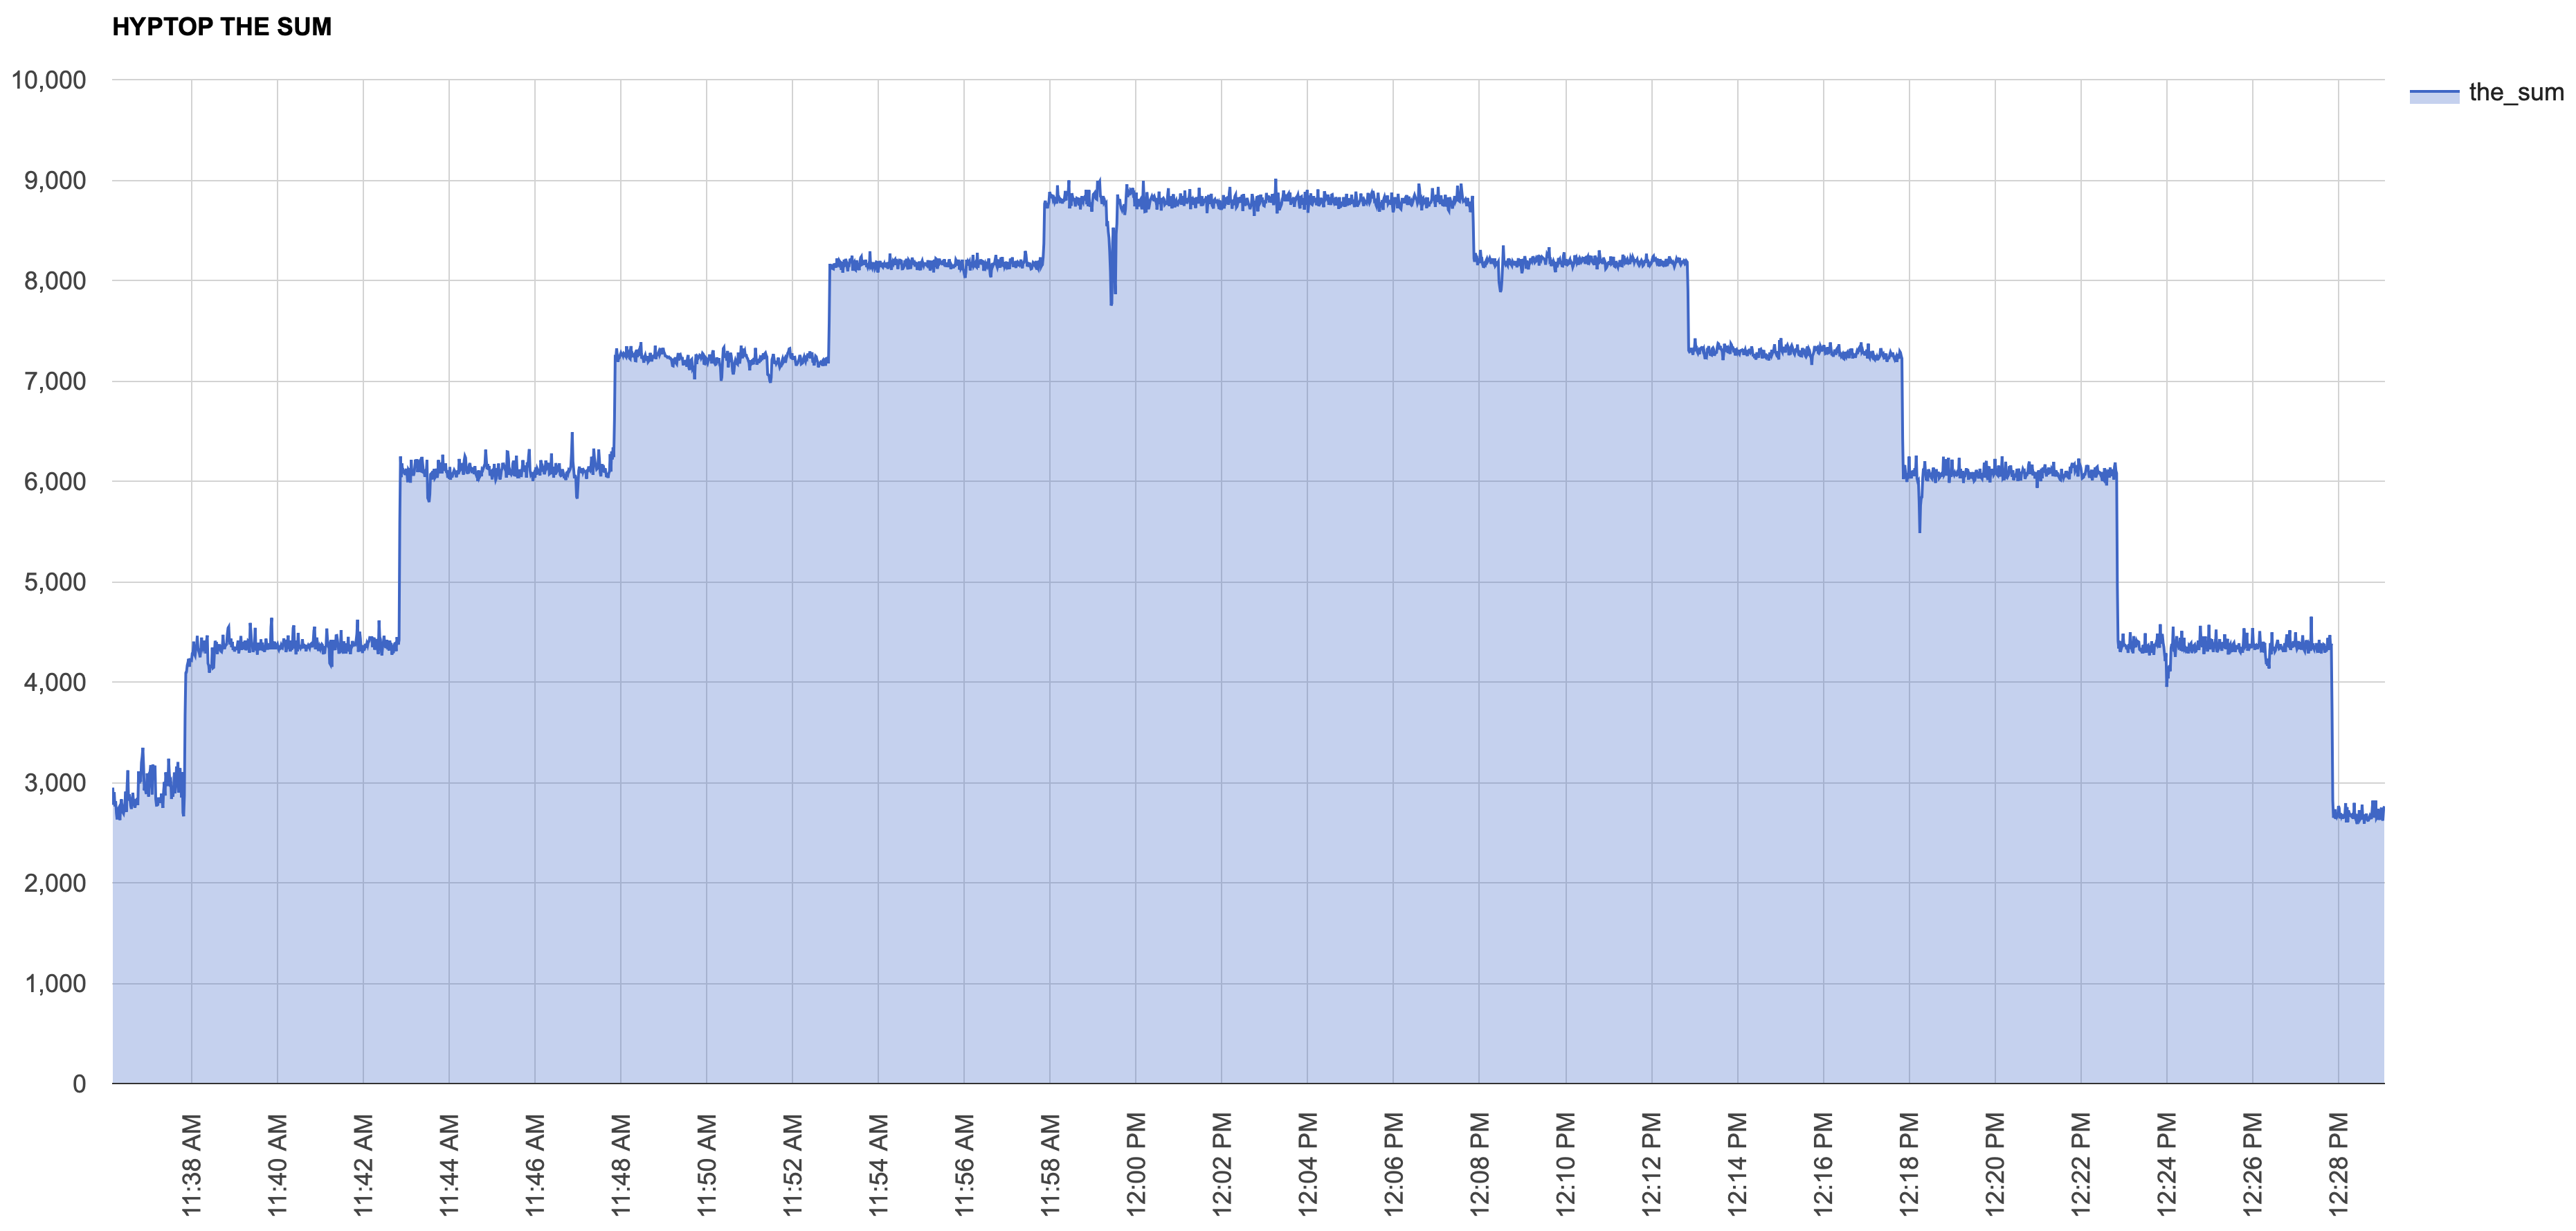 HYPTOP THE SUM
10,000
9,000
8,000
7,000
6,000
5,000
4,000
3,000
2,000
1,000
0
the_sum
11:38 AM
11:40 AM
11:42 AM
11:44 AM
11:46 AM
11:48 AM
11:50 AM
11:52 AM
11:54 AM
11:56 AM
11:58 AM
12:00 PM
12:02 PM
12:04 PM
12:06 PM
12:08 PM
12:10 PM
12:12 PM
12:14 PM
12:16 PM
12:18 PM
12:20 PM
12:22 PM
12:24 PM
12:26 PM
12:28 PM